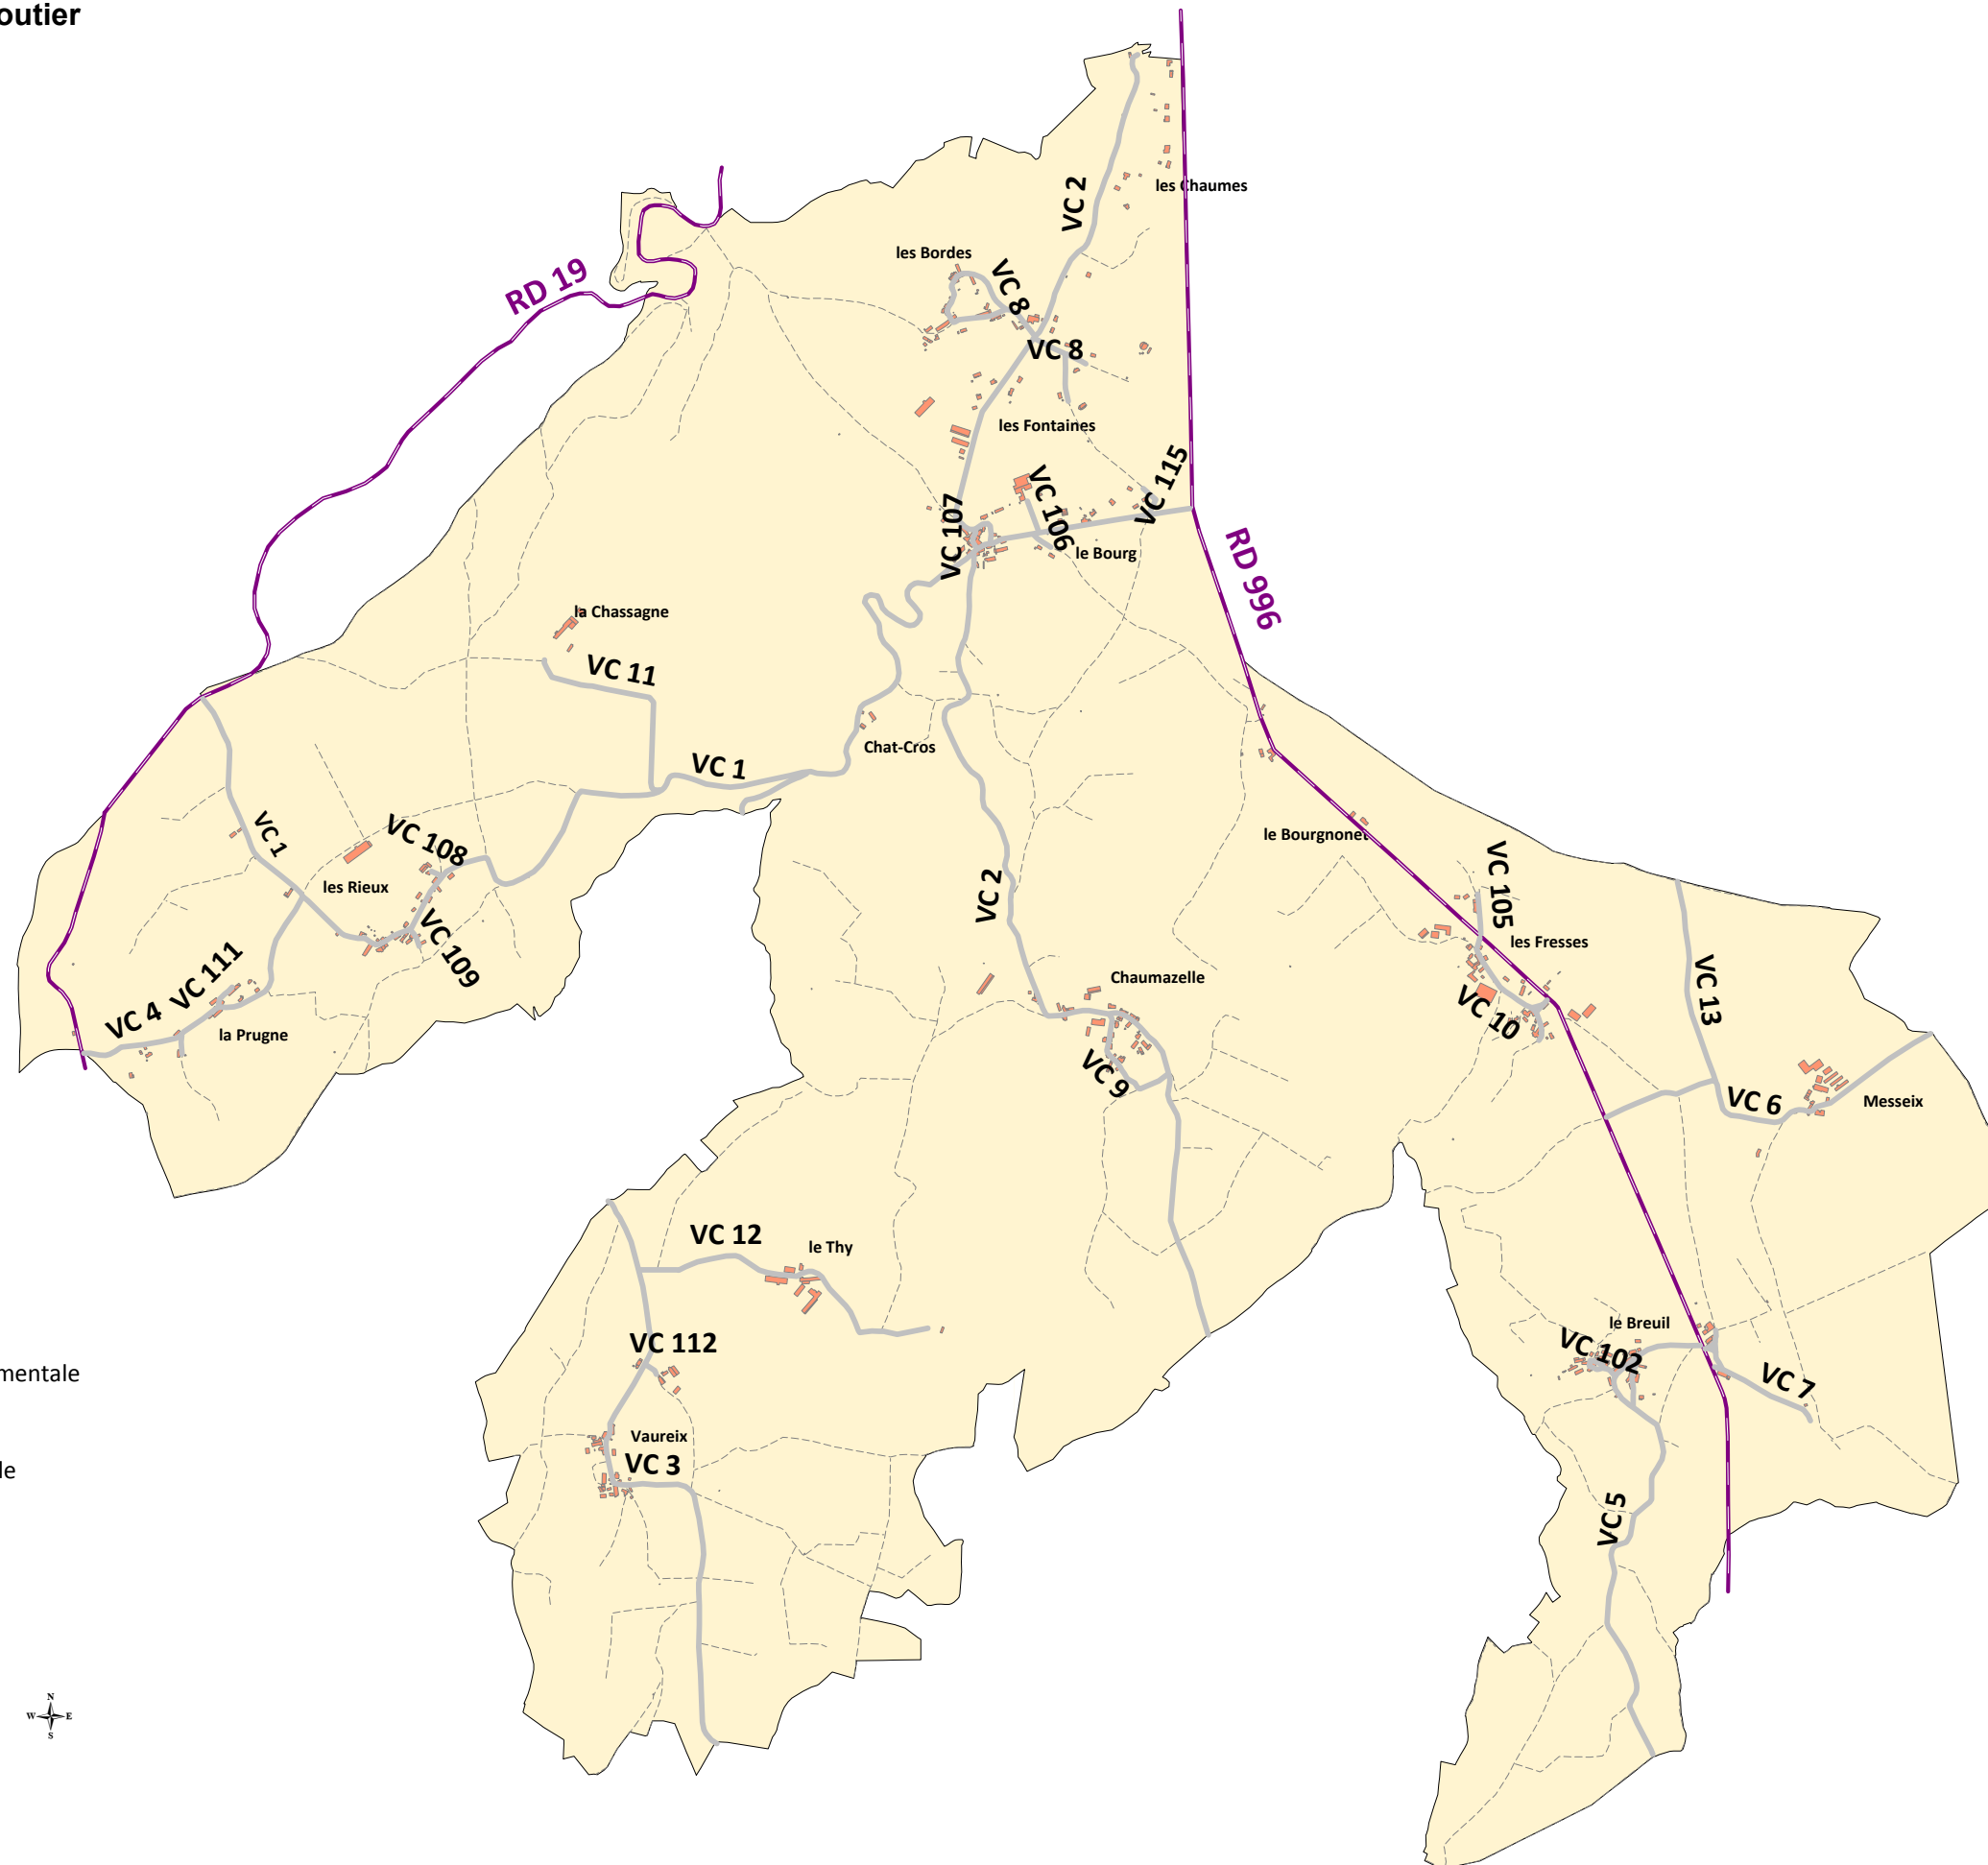 outier
les Chaumes
VC 2
les Bordes
VC 8
RD 19
VC 8
les Fontaines
VC 115
VC 106
VC 107
le Bourg
RD 996
la Chassagne
VC 11
Chat-Cros
VC 1
VC 1
VC 108
le Bourgnonet
VC 105
les Rieux
VC 2
VC 109
les Fresses
VC 111
Chaumazelle
VC 13
VC 4
la Prugne
VC 10
VC 9
VC 6
Messeix
VC 12
le Thy
VC 112
le Breuil
VC 102
mentale
VC 7
Vaureix
VC 3
le
VC 5
N
W E
S